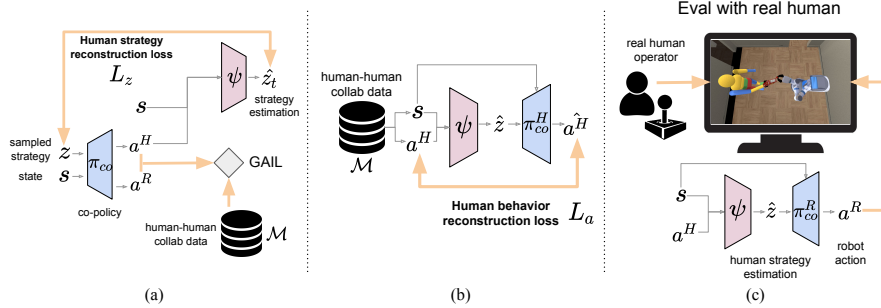 Human strategy
reconstruction loss
L_z
ψ
ẑ_t
strategy
estimation
s
sampled
strategy
z
a^H
π_co
state
s
a^R
GAIL
co-policy
human-human
collab data
M
(a)
human-human
collab data
s
a^H
M
ψ
ẑ
π_co^H
â^H
Human behavior
reconstruction loss
L_a
(b)
Eval with real human
real human
operator
s
a^H
ψ
ẑ
π_co^R
a^R
human strategy
estimation
robot
action
(c)